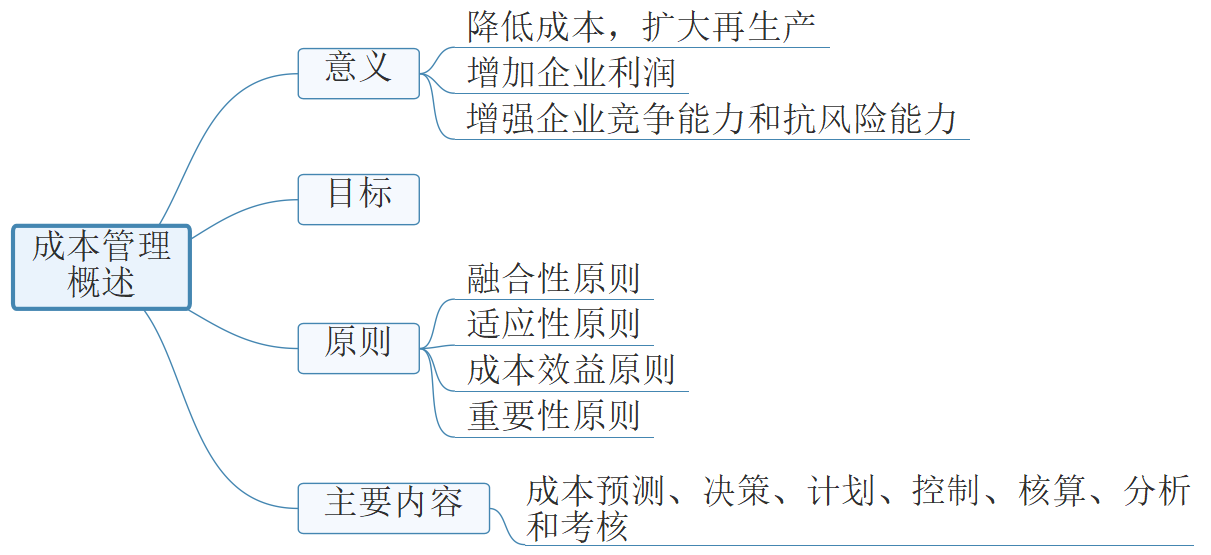 成本管理
概述
意义
降低成本，扩大再生产
增加企业利润
增强企业竞争能力和抗风险能力
目标
原则
融合性原则
适应性原则
成本效益原则
重要性原则
主要内容
成本预测、决策、计划、控制、核算、分析
和考核